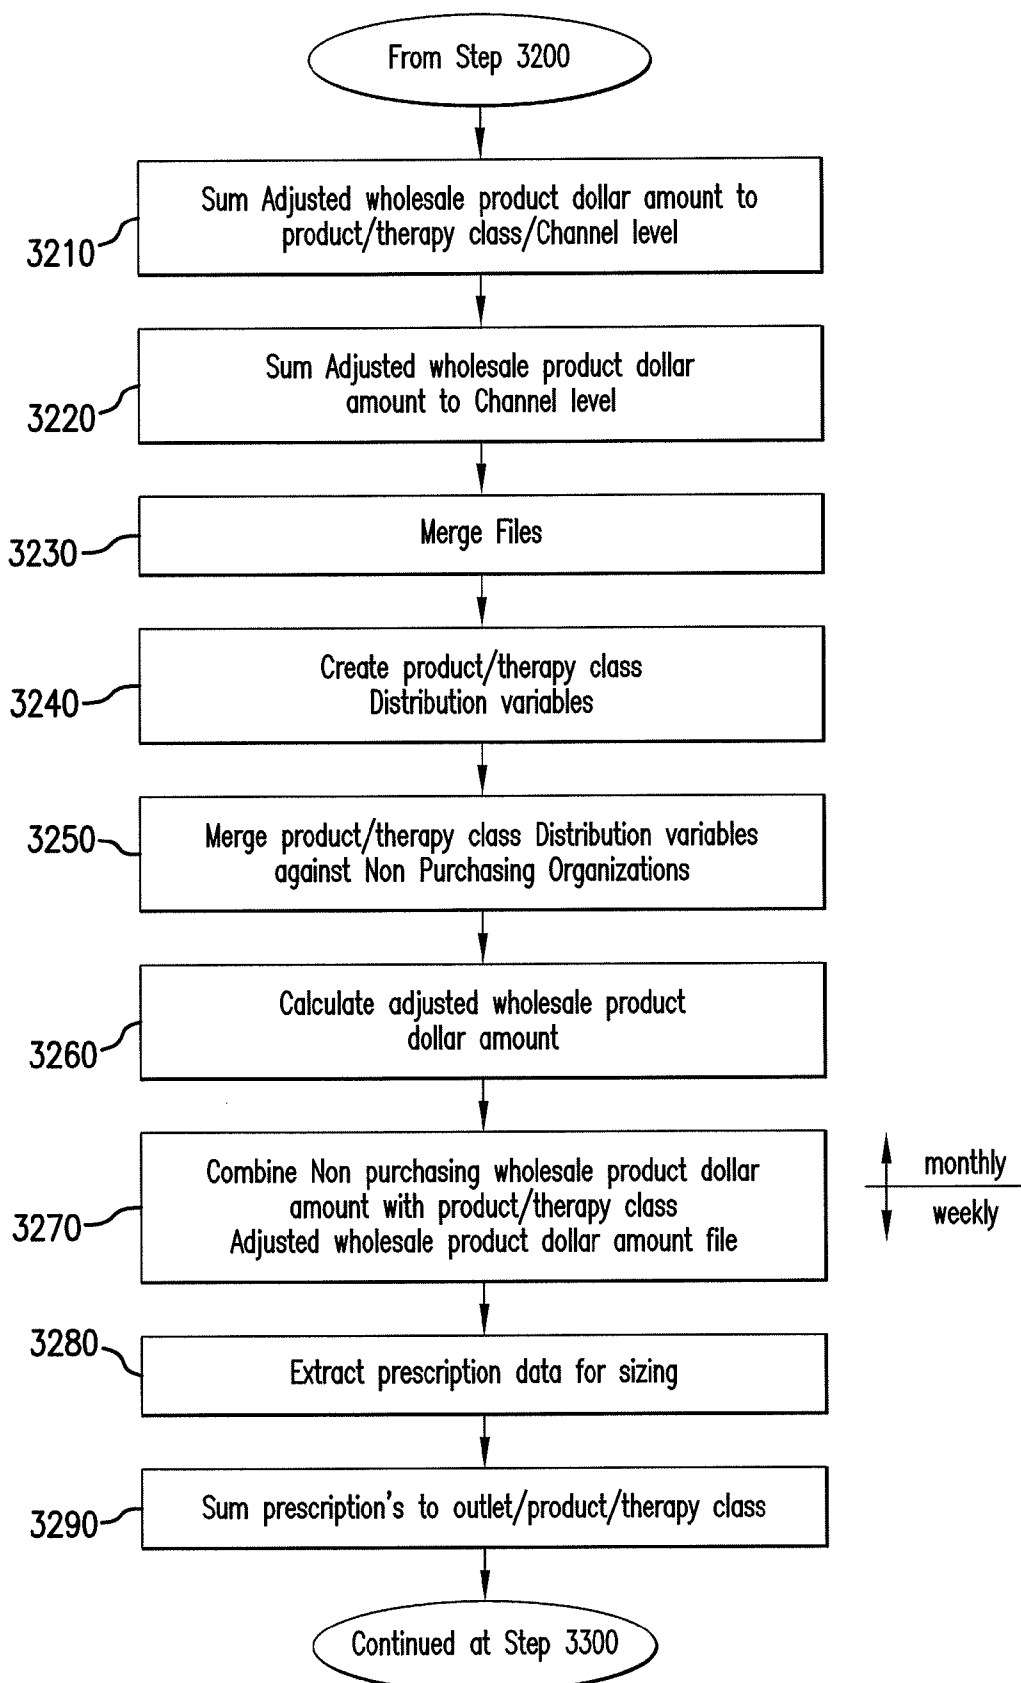 From Step 3200
Sum Adjusted wholesale product dollar amount to
product/therapy class/Channel level
3210
Sum Adjusted wholesale product dollar
amount to Channel level
3220
Merge Files
3230
Create product/therapy class
Distribution variables
3240
Merge product/therapy class Distribution variables
against Non Purchasing Organizations
3250
Calculate adjusted wholesale product
dollar amount
3260
Combine Non purchasing wholesale product dollar
amount with product/therapy class
Adjusted wholesale product dollar amount file
3270
monthly
weekly
Extract prescription data for sizing
3280
Sum prescription's to outlet/product/therapy class
3290
Continued at Step 3300